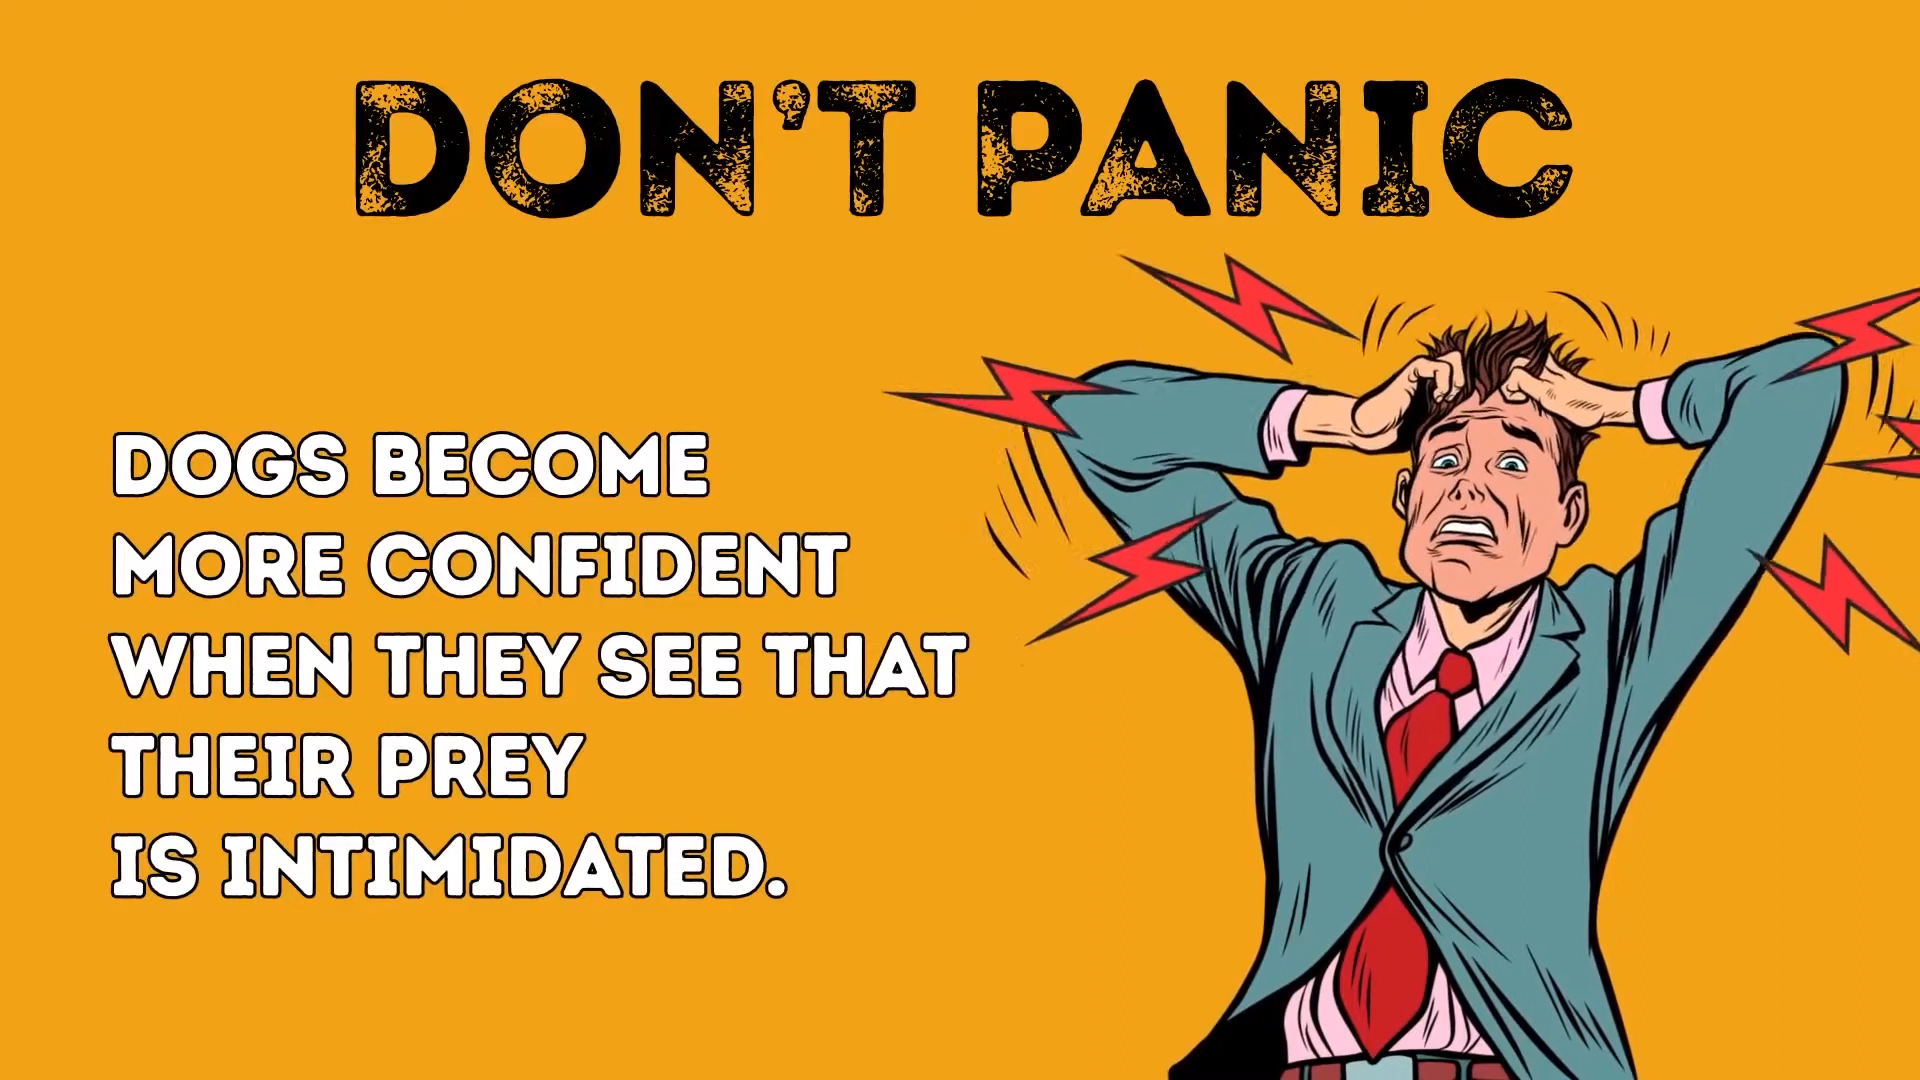 DON'T PANIC
DOGS BECOME
MORE CONFIDENT
WHEN THEY SEE THAT
THEIR PREY
IS INTIMIDATED.